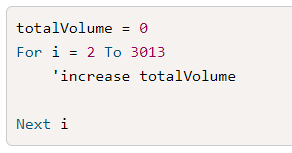 totalVolume = 0
For i = 2 To 3013
    'increase totalVolume

Next i